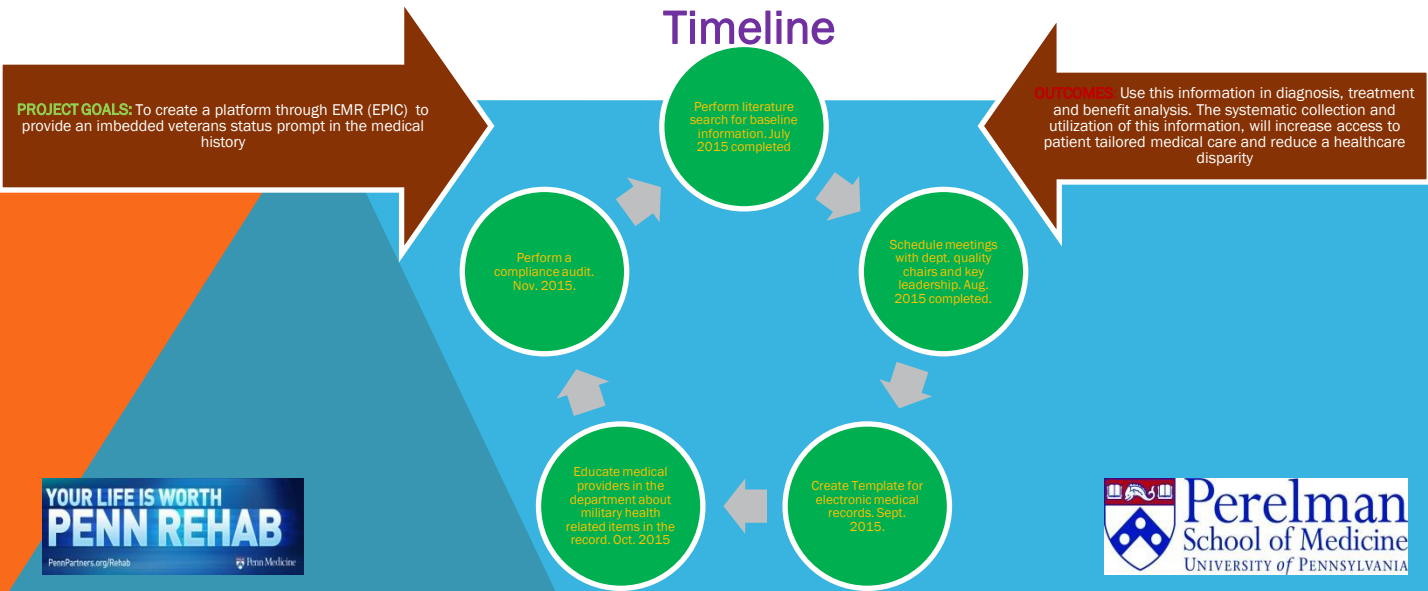 Timeline
PROJECT GOALS: To create a platform through EMR (EPIC) to
provide an imbedded veterans status prompt in the medical
history
OUTCOMES: Use this information in diagnosis, treatment
and benefit analysis. The systematic collection and
utilization of this information, will increase access to
patient tailored medical care and reduce a healthcare
disparity
Perform literature
search for baseline
information. July
2015 completed
Schedule meetings
with dept. quality
chairs and key
leadership. Aug.
2015 completed.
Create Template for
electronic medical
records. Sept.
2015.
Educate medical
providers in the
department about
military health
related items in the
record. Oct. 2015
Perform a
compliance audit.
Nov. 2015.
YOUR LIFE IS WORTH
PENN REHAB
PennPartners.org/Rehab
Penn Medicine
Perelman
School of Medicine
UNIVERSITY of PENNSYLVANIA